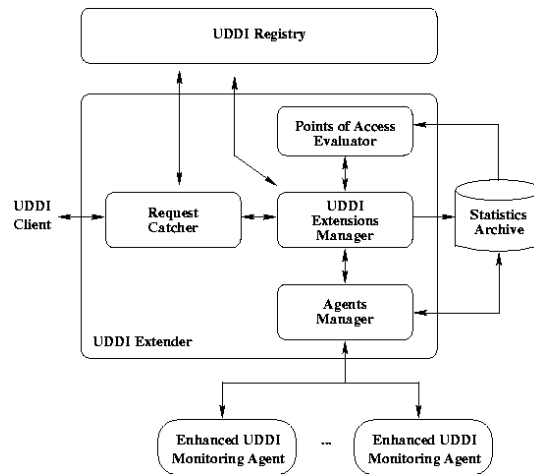 UDDI Registry
Points of Access
Evaluator
UDDI
Client
Request
Catcher
UDDI
Extensions
Manager
Statistics
Archive
Agents
Manager
UDDI Extender
Enhanced UDDI
Monitoring Agent
...
Enhanced UDDI
Monitoring Agent